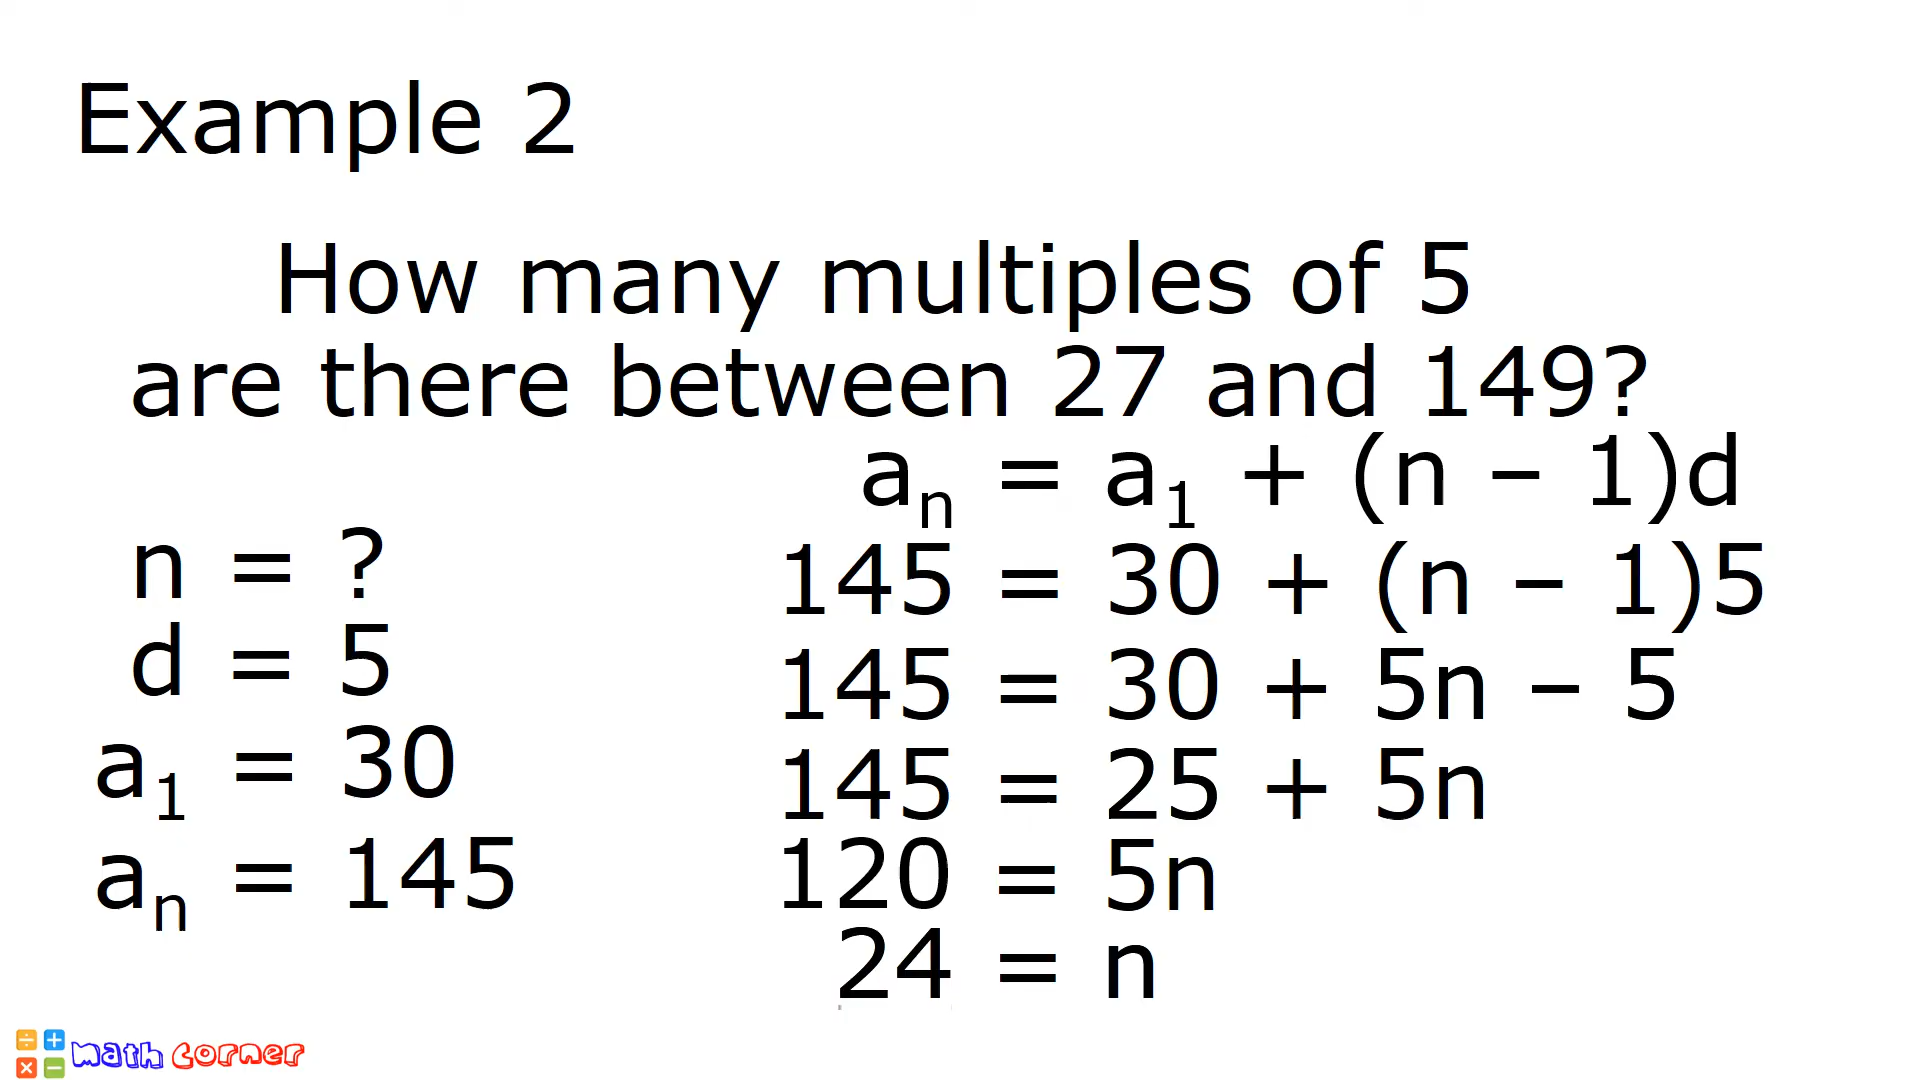 Example 2
How many multiples of 5
are there between 27 and 149?
n = ?
d = 5
a₁ = 30
aₙ = 145
aₙ = a₁ + (n – 1)d
145 = 30 + (n – 1)5
145 = 30 + 5n – 5
145 = 25 + 5n
120 = 5n
24 = n
math corner